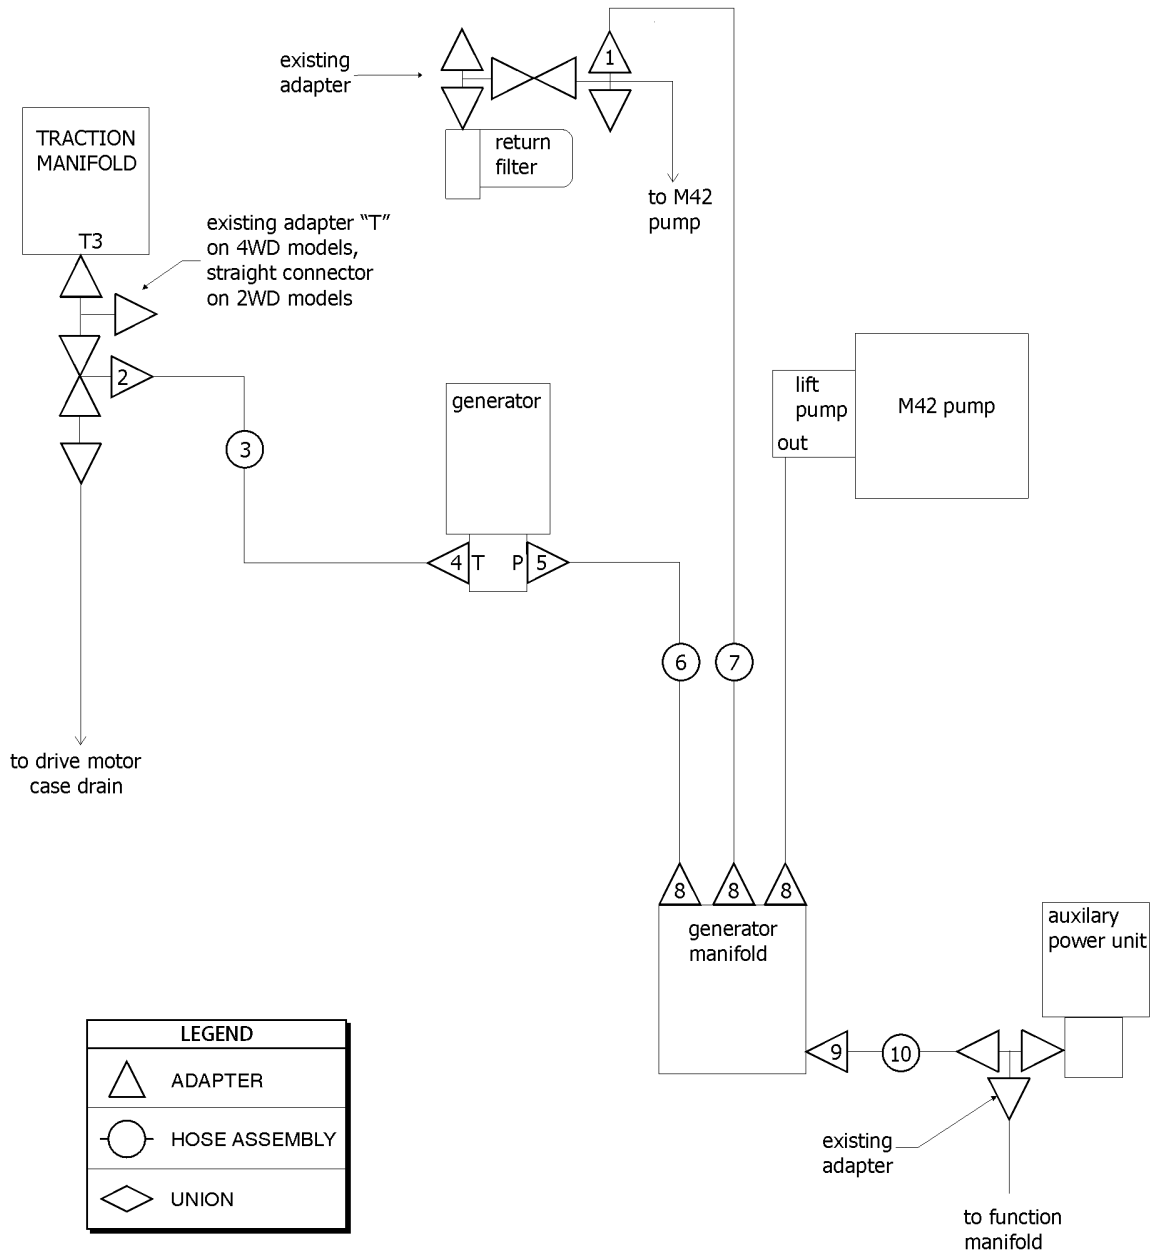 existing
adapter
1
return
filter
to M42
pump
TRACTION
MANIFOLD
T3
existing adapter “T”
on 4WD models,
straight connector
on 2WD models
2
3
generator
4 T P 5
lift
pump
out
M42 pump
6 7
to drive motor
case drain
8 8 8
generator
manifold
auxilary
power unit
9 10
existing
adapter
to function
manifold
LEGEND
ADAPTER
HOSE ASSEMBLY
UNION